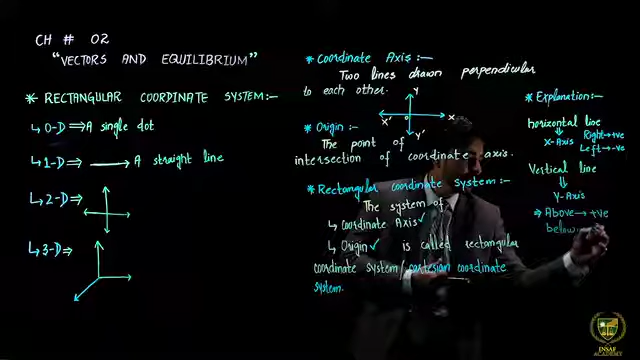 CH # 02
"VECTORS AND EQUILIBRIUM"
* RECTANGULAR COORDINATE SYSTEM:-
↳ 0-D ⇒ A single dot
↳ 1-D ⇒ → A straight line
↳ 2-D ⇒
↳ 3-D ⇒
* Coordinate Axis :-
Two lines drawn perpendicular
to each other.
Y
X' o X
Y'
* Origin :-
The point of
intersection of coordinate axis.
* Rectangular coordinate system :-
The system of
↳ Coordinate Axis ✓
↳ Origin ✓ is called rectangular
coordinate system/ cartesian coordinate
system.
* Explanation:-
Horizontal line
⇓
X-Axis Right→+ve
Left→-ve
Vertical line
⇓
Y-Axis
⇒ Above → +ve
below
INSAF
ACADEMY